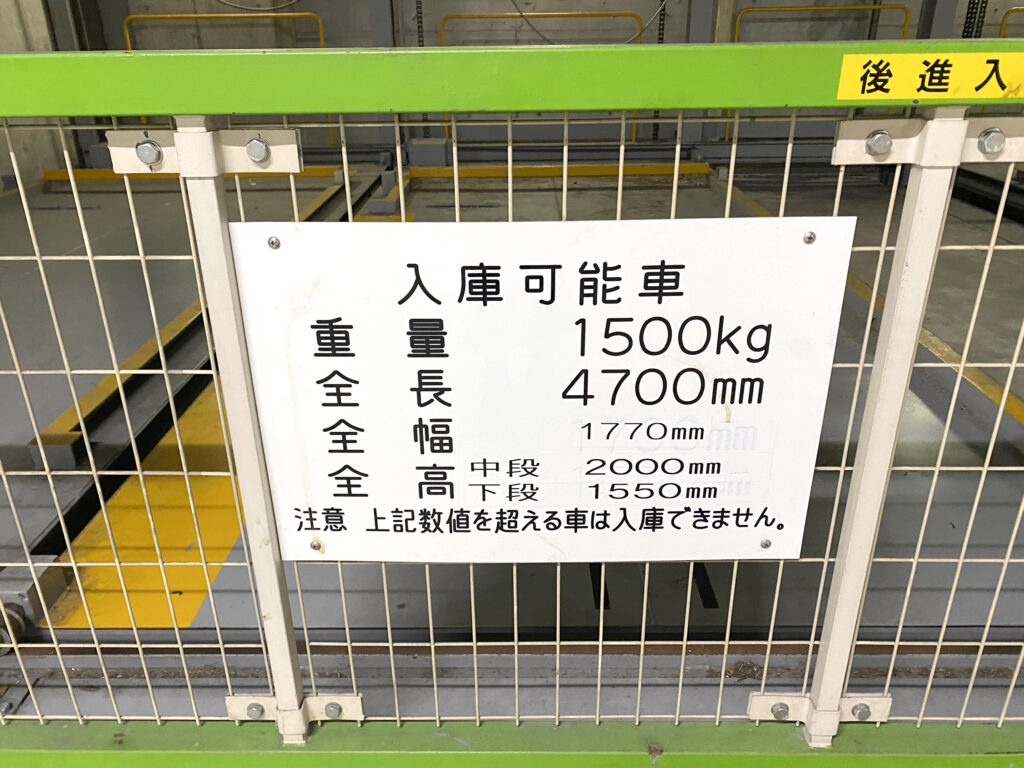 後進入
入庫可能車
重量 1500kg
全長 4700mm
全幅 1770mm
全高 中段 2000mm
下段 1550mm
注意 上記数値を超える車は入庫できません。